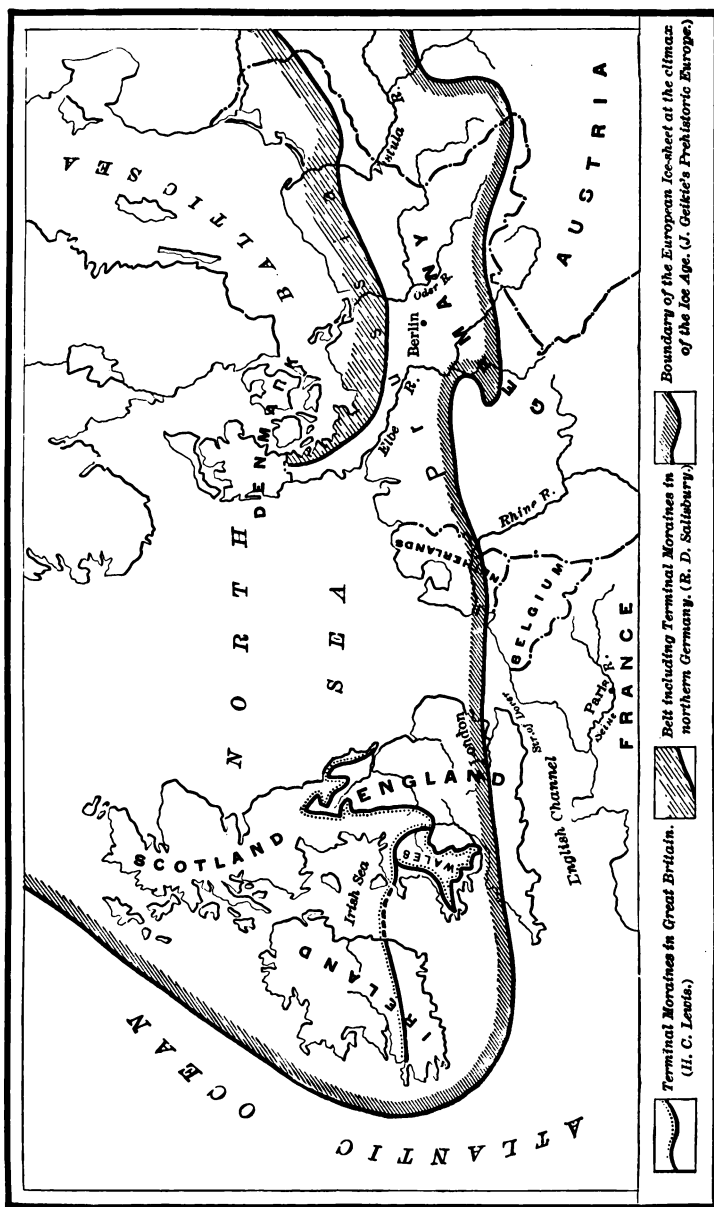 ATLANTIC OCEAN
NORTH SEA
BALTIC SEA
SCOTLAND
IRELAND
Irish Sea
ENGLAND
WALES
London
Str. of Dover
English Channel
DENMARK
NETHERLANDS
BELGIUM
FRANCE
Paris
Seine R.
Rhine R.
Elbe R.
Berlin
Oder R.
Vistula R.
PRUSSIA
GERMANY
AUSTRIA
Terminal Moraines in Great Britain.
(H. C. Lewis.)
Belt including Terminal Moraines in
northern Germany. (R. D. Salisbury.)
Boundary of the European Ice-sheet at the climax
of the Ice Age. (J. Geikie's Prehistoric Europe.)